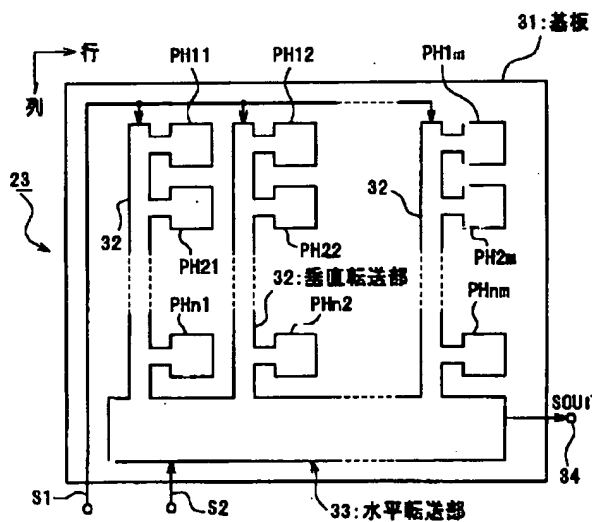 31:基板
行
列
PH11
PH12
PH1m
23
32
32
PH21
PH22
PH2m
32:垂直転送部
PHn1
PHn2
PHnm
SOUT
34
S1
S2
33:水平転送部